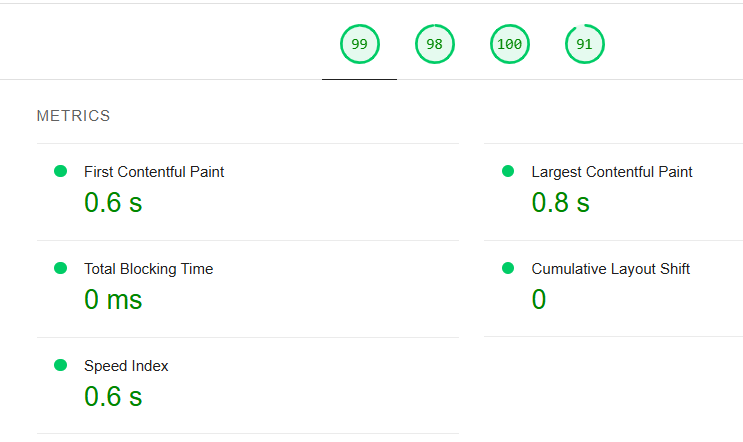 99 98 100 91
METRICS
First Contentful Paint
0.6 s
Largest Contentful Paint
0.8 s
Total Blocking Time
0 ms
Cumulative Layout Shift
0
Speed Index
0.6 s